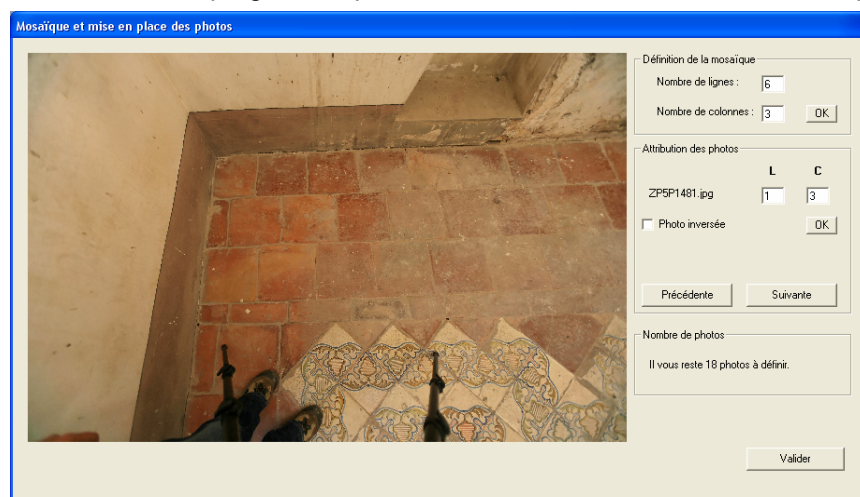 Mosaïque et mise en place des photos
Définition de la mosaïque
Nombre de lignes : 6
Nombre de colonnes : 3 OK
Attribution des photos
L C
ZP5P1481.jpg 1 3
Photo inversée OK
Précédente Suivante
Nombre de photos
Il vous reste 18 photos à définir.
Valider